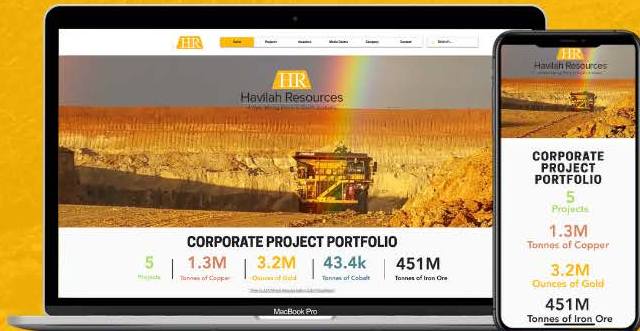 HR
Home Projects Investors Media Centre Company Contact Search...
HR
Havilah Resources
CORPORATE PROJECT PORTFOLIO
5 1.3M 3.2M 43.4k 451M
Projects Tonnes of Copper Ounces of Gold Tonnes of Cobalt Tonnes of Iron Ore
MacBook Pro
HR
Havilah Resources
CORPORATE
PROJECT
PORTFOLIO
5
Projects
1.3M
Tonnes of Copper
3.2M
Ounces of Gold
451M
Tonnes of Iron Ore